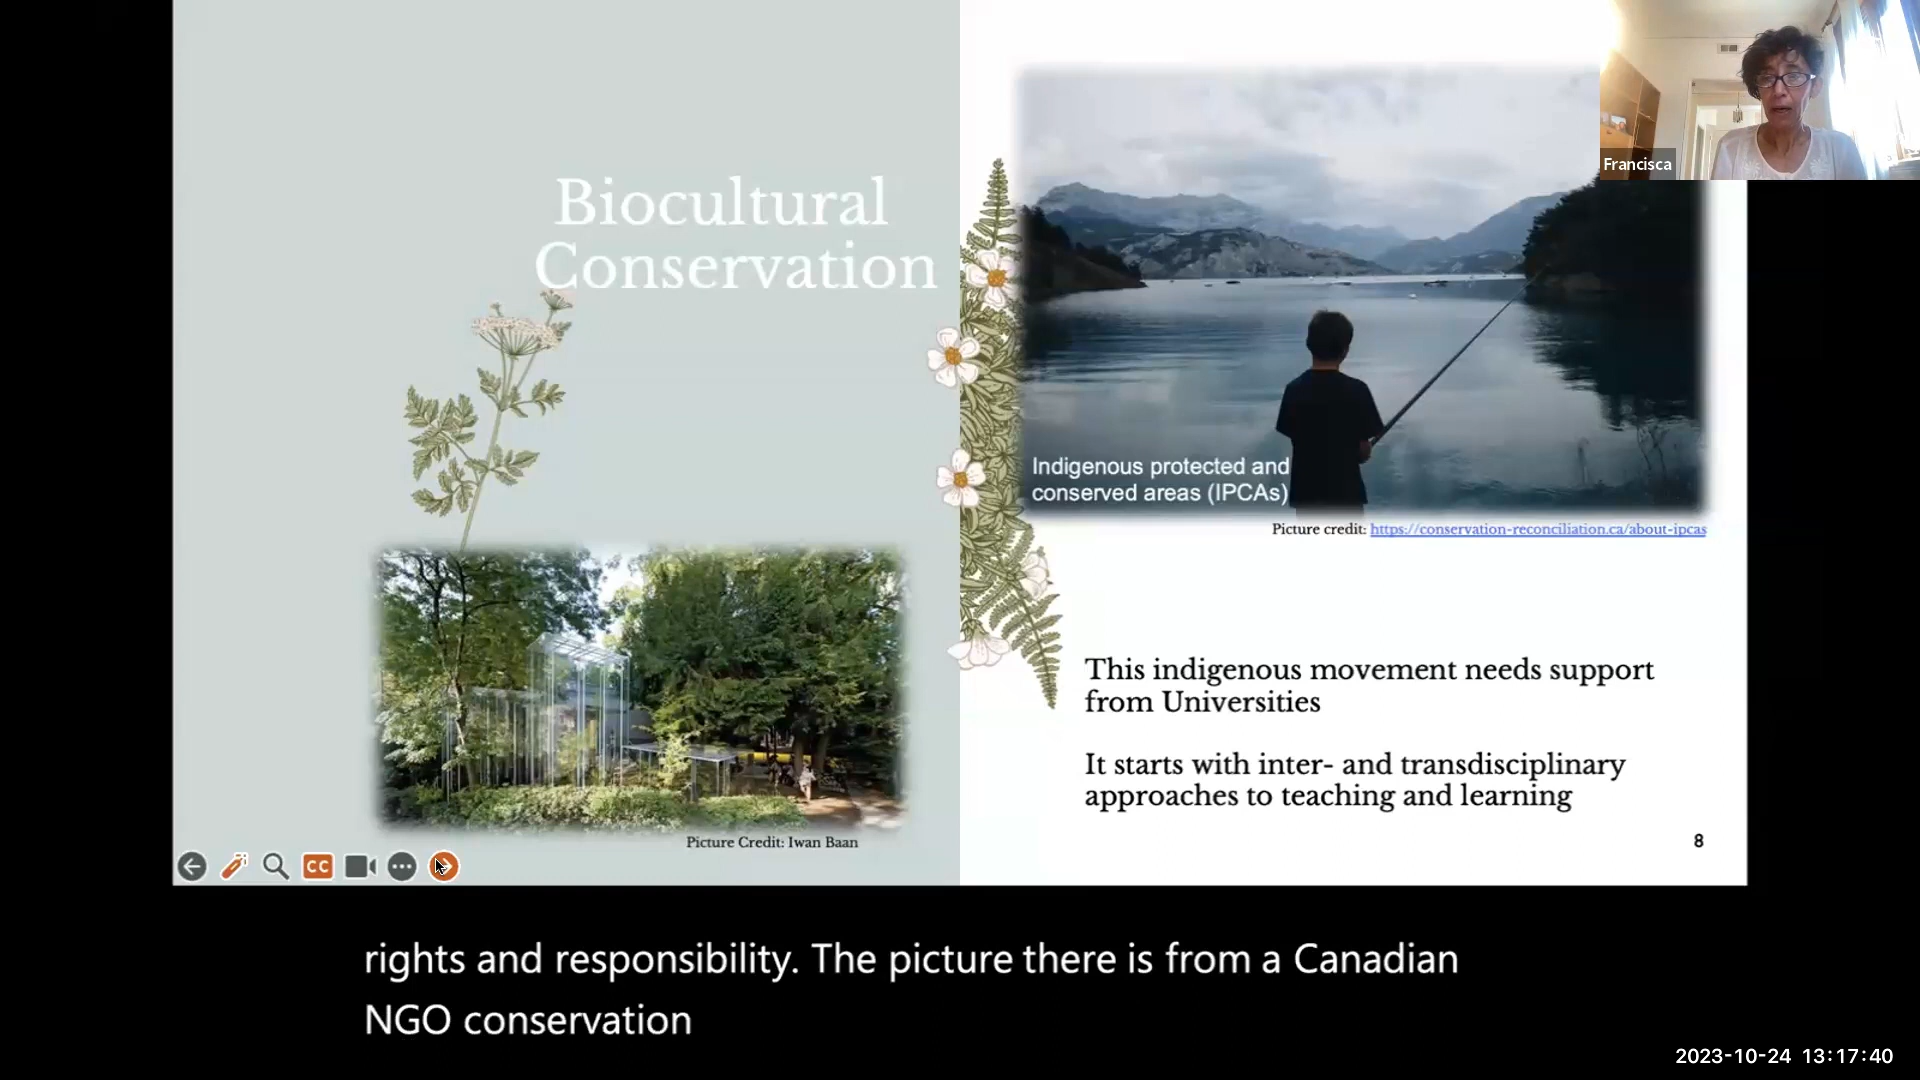 Biocultural
Conservation
Picture Credit: Iwan Baan
Francisca
Indigenous protected and
conserved areas (IPCAs)
Picture credit: https://conservation-reconciliation.ca/about-ipcas
This indigenous movement needs support
from Universities
It starts with inter- and transdisciplinary
approaches to teaching and learning
8
CC
rights and responsibility. The picture there is from a Canadian
NGO conservation
2023-10-24 13:17:40